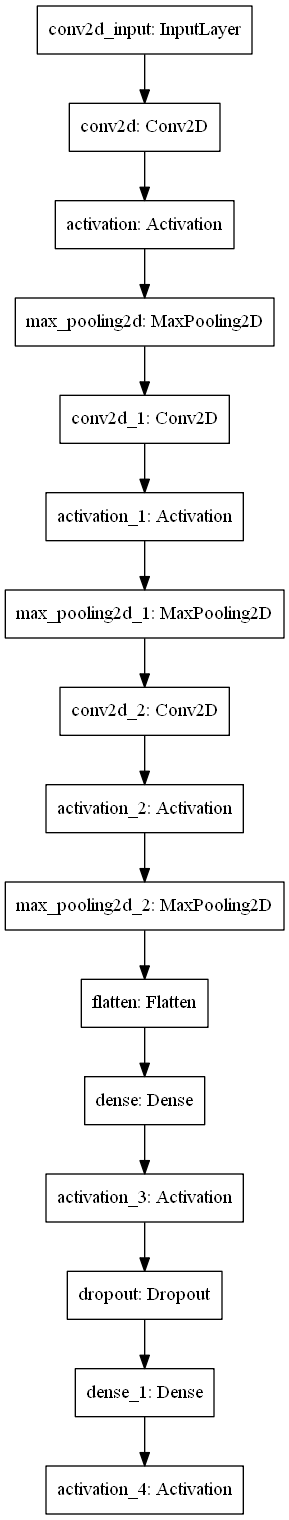 conv2d_input: InputLayer
conv2d: Conv2D
activation: Activation
max_pooling2d: MaxPooling2D
conv2d_1: Conv2D
activation_1: Activation
max_pooling2d_1: MaxPooling2D
conv2d_2: Conv2D
activation_2: Activation
max_pooling2d_2: MaxPooling2D
flatten: Flatten
dense: Dense
activation_3: Activation
dropout: Dropout
dense_1: Dense
activation_4: Activation